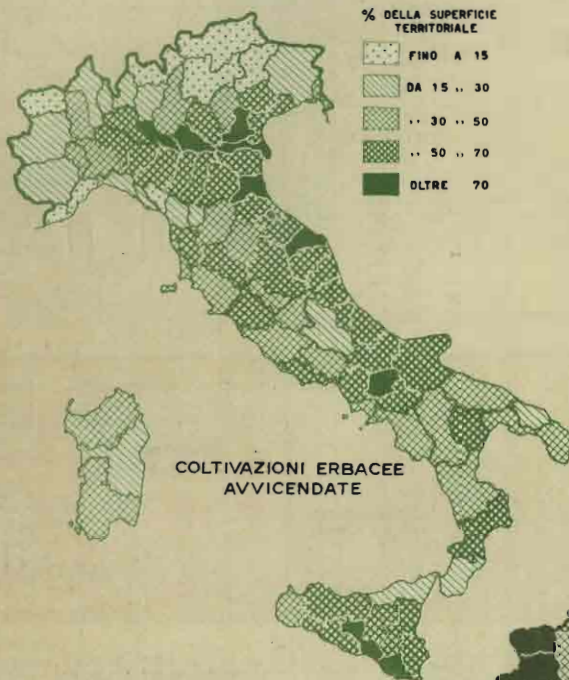 % DELLA SUPERFICIE
TERRITORIALE
FINO A 15
DA 15 ,, 30
,, 30 ,, 50
,, 50 ,, 70
OLTRE 70
COLTIVAZIONI ERBACEE
AVVICENDATE